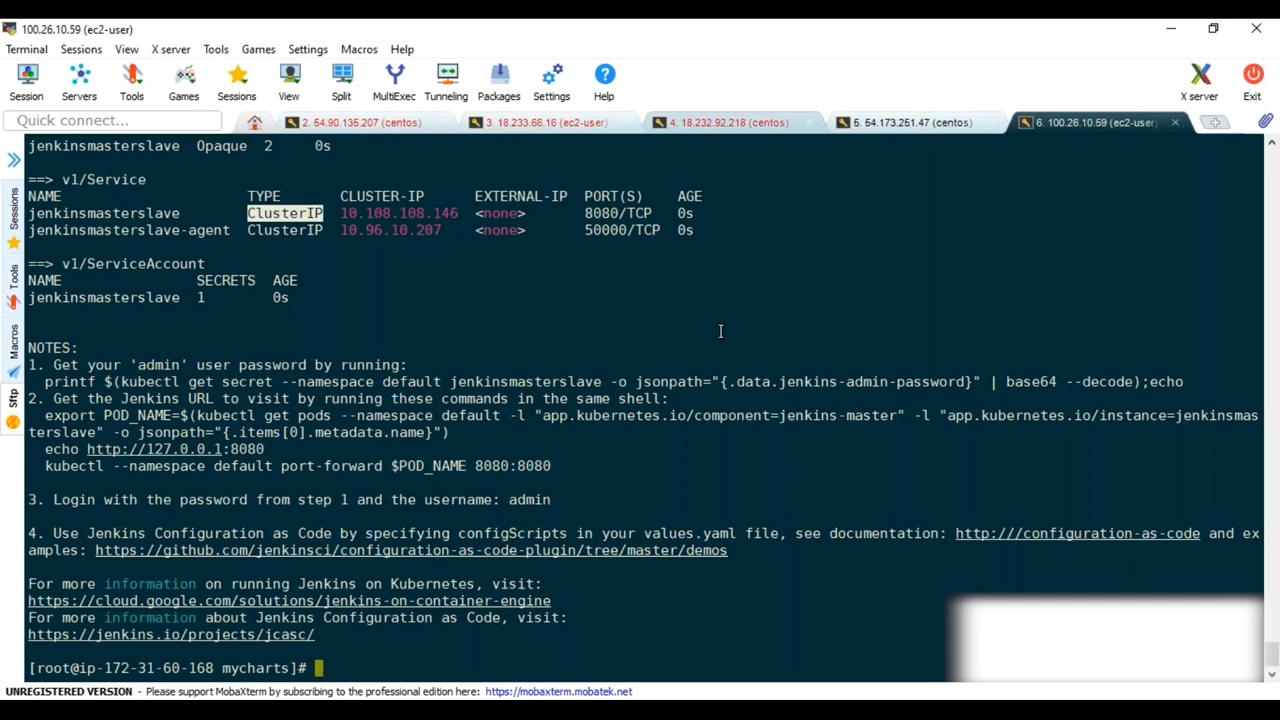 100.26.10.59 (ec2-user)
Terminal Sessions View X server Tools Games Settings Macros Help
Session Servers Tools Games Sessions View Split MultiExec Tunneling Packages Settings Help X server Exit
Quick connect... 2. 54.90.135.207 (centos) 3. 18.233.66.16 (ec2-user) 4. 18.232.92.218 (centos) 5. 54.173.251.47 (centos) 6. 100.26.10.59 (ec2-user)
Sessions
Tools
Macros
Sftp
jenkinsmasterslave Opaque 2 0s
==> v1/Service
NAME TYPE CLUSTER-IP EXTERNAL-IP PORT(S) AGE
jenkinsmasterslave ClusterIP 10.108.108.146 <none> 8080/TCP 0s
jenkinsmasterslave-agent ClusterIP 10.96.10.207 <none> 50000/TCP 0s
==> v1/ServiceAccount
NAME SECRETS AGE
jenkinsmasterslave 1 0s
NOTES:
1. Get your 'admin' user password by running:
printf $(kubectl get secret --namespace default jenkinsmasterslave -o jsonpath="{.data.jenkins-admin-password}" | base64 --decode);echo
2. Get the Jenkins URL to visit by running these commands in the same shell:
export POD_NAME=$(kubectl get pods --namespace default -l "app.kubernetes.io/component=jenkins-master" -l "app.kubernetes.io/instance=jenkinsmas
terslave" -o jsonpath="{.items[0].metadata.name}")
echo http://127.0.0.1:8080
kubectl --namespace default port-forward $POD_NAME 8080:8080
3. Login with the password from step 1 and the username: admin
4. Use Jenkins Configuration as Code by specifying configScripts in your values.yaml file, see documentation: http:///configuration-as-code and ex
amples: https://github.com/jenkinsci/configuration-as-code-plugin/tree/master/demos
For more information on running Jenkins on Kubernetes, visit:
https://cloud.google.com/solutions/jenkins-on-container-engine
For more information about Jenkins Configuration as Code, visit:
https://jenkins.io/projects/jcasc/
[root@ip-172-31-60-168 mycharts]#
UNREGISTERED VERSION - Please support MobaXterm by subscribing to the professional edition here: https://mobaxterm.mobatek.net